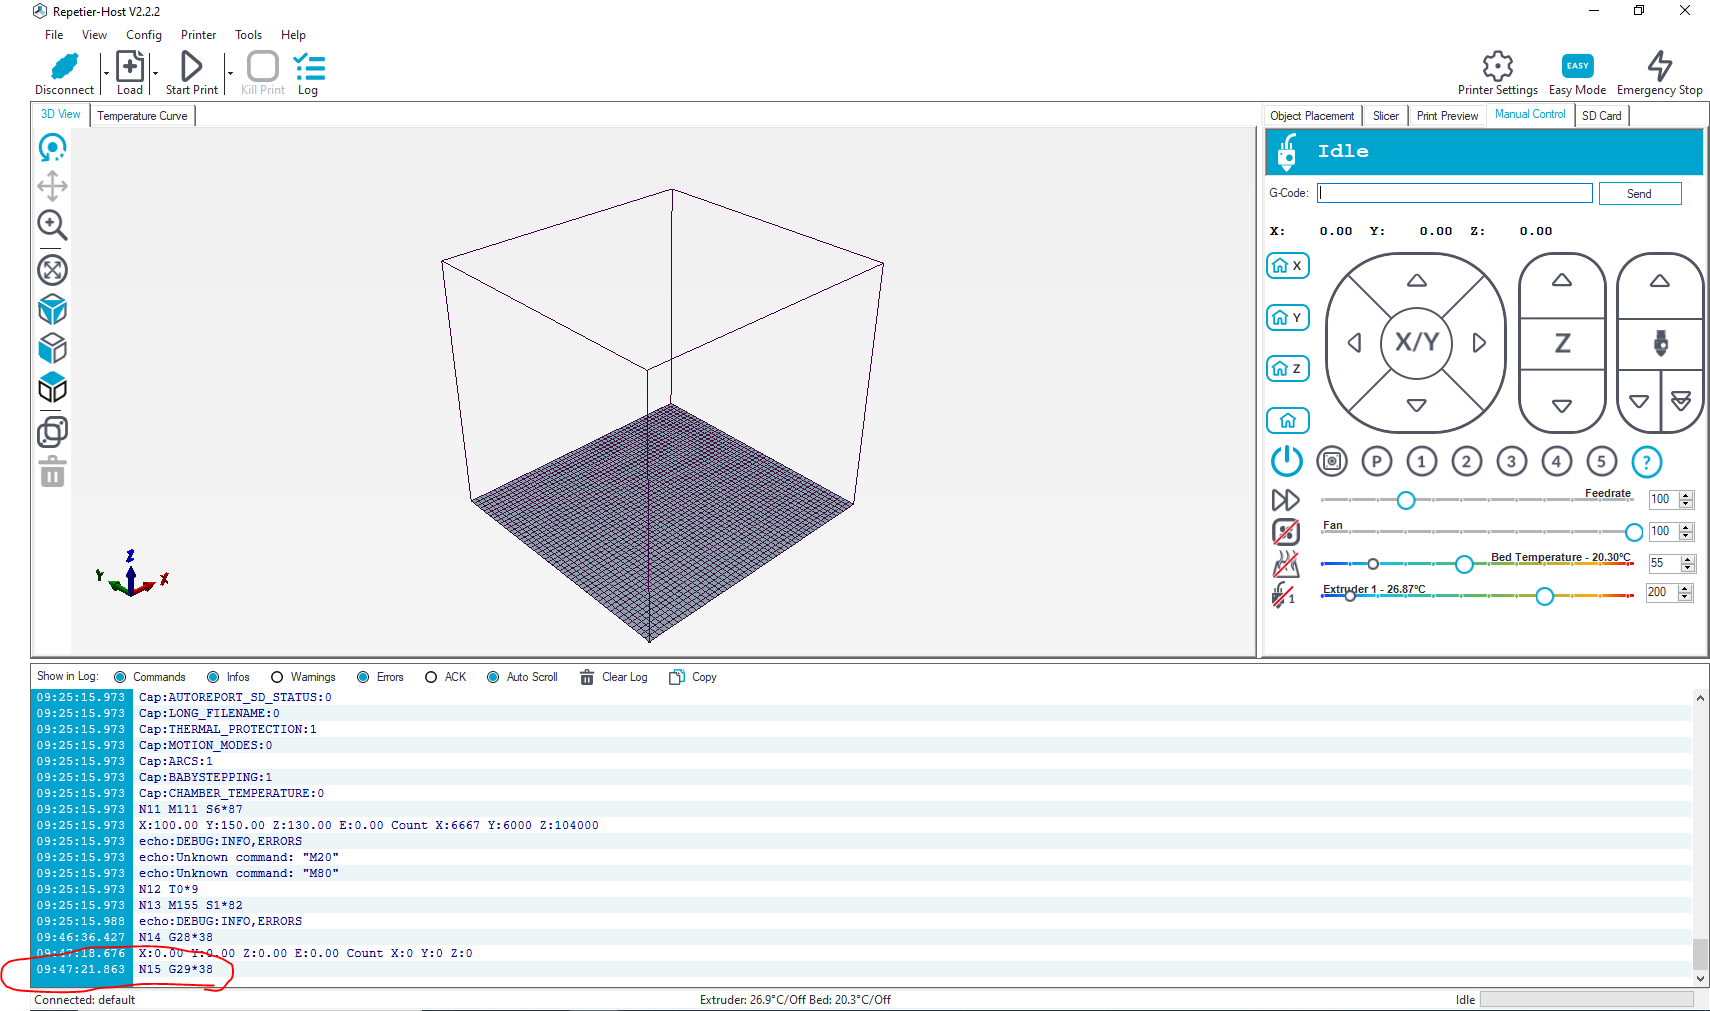 Repetier-Host V2.2.2
File View Config Printer Tools Help
Disconnect Load Start Print Kill Print Log
Printer Settings EASY Easy Mode Emergency Stop
3D View Temperature Curve
Object Placement Slicer Print Preview Manual Control SD Card
Idle
G-Code: Send
X: 0.00 Y: 0.00 Z: 0.00
X
Y
Z
X/Y Z
P 1 2 3 4 5 ?
Feedrate 100
Fan 100
Bed Temperature - 20.30°C 55
1 Extruder 1 - 26.87°C 200
Z
Y X
Show in Log: Commands Infos Warnings Errors ACK Auto Scroll Clear Log Copy
09:25:15.973 Cap:AUTOREPORT_SD_STATUS:0
09:25:15.973 Cap:LONG_FILENAME:0
09:25:15.973 Cap:THERMAL_PROTECTION:1
09:25:15.973 Cap:MOTION_MODES:0
09:25:15.973 Cap:ARCS:1
09:25:15.973 Cap:BABYSTEPPING:1
09:25:15.973 Cap:CHAMBER_TEMPERATURE:0
09:25:15.973 N11 M111 S6*87
09:25:15.973 X:100.00 Y:150.00 Z:130.00 E:0.00 Count X:6667 Y:6000 Z:104000
09:25:15.973 echo:DEBUG:INFO,ERRORS
09:25:15.973 echo:Unknown command: "M20"
09:25:15.973 echo:Unknown command: "M80"
09:25:15.973 N12 T0*9
09:25:15.973 N13 M155 S1*82
09:25:15.988 echo:DEBUG:INFO,ERRORS
09:46:36.427 N14 G28*38
09:47:18.676 X:0.00 Y:0.00 Z:0.00 E:0.00 Count X:0 Y:0 Z:0
09:47:21.863 N15 G29*38
Connected: default Extruder: 26.9°C/Off Bed: 20.3°C/Off Idle